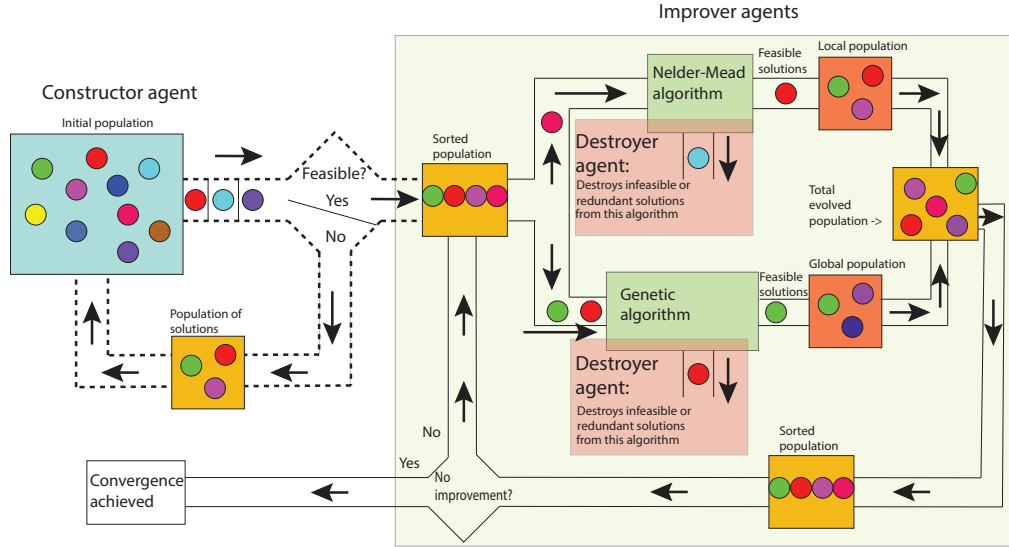 Improver agents
Constructor agent
Initial population
Feasible?
Yes
No
Population of
solutions
Sorted
population
Nelder-Mead
algorithm
Feasible
solutions
Local population
Destroyer
agent:
Destroys infeasible or
redundant solutions
from this algorithm
Total
evolved
population ->
Genetic
algorithm
Feasible
solutions
Global population
Destroyer
agent:
Destroys infeasible or
redundant solutions
from this algorithm
Sorted
population
No
Yes
No
improvement?
Convergence
achieved